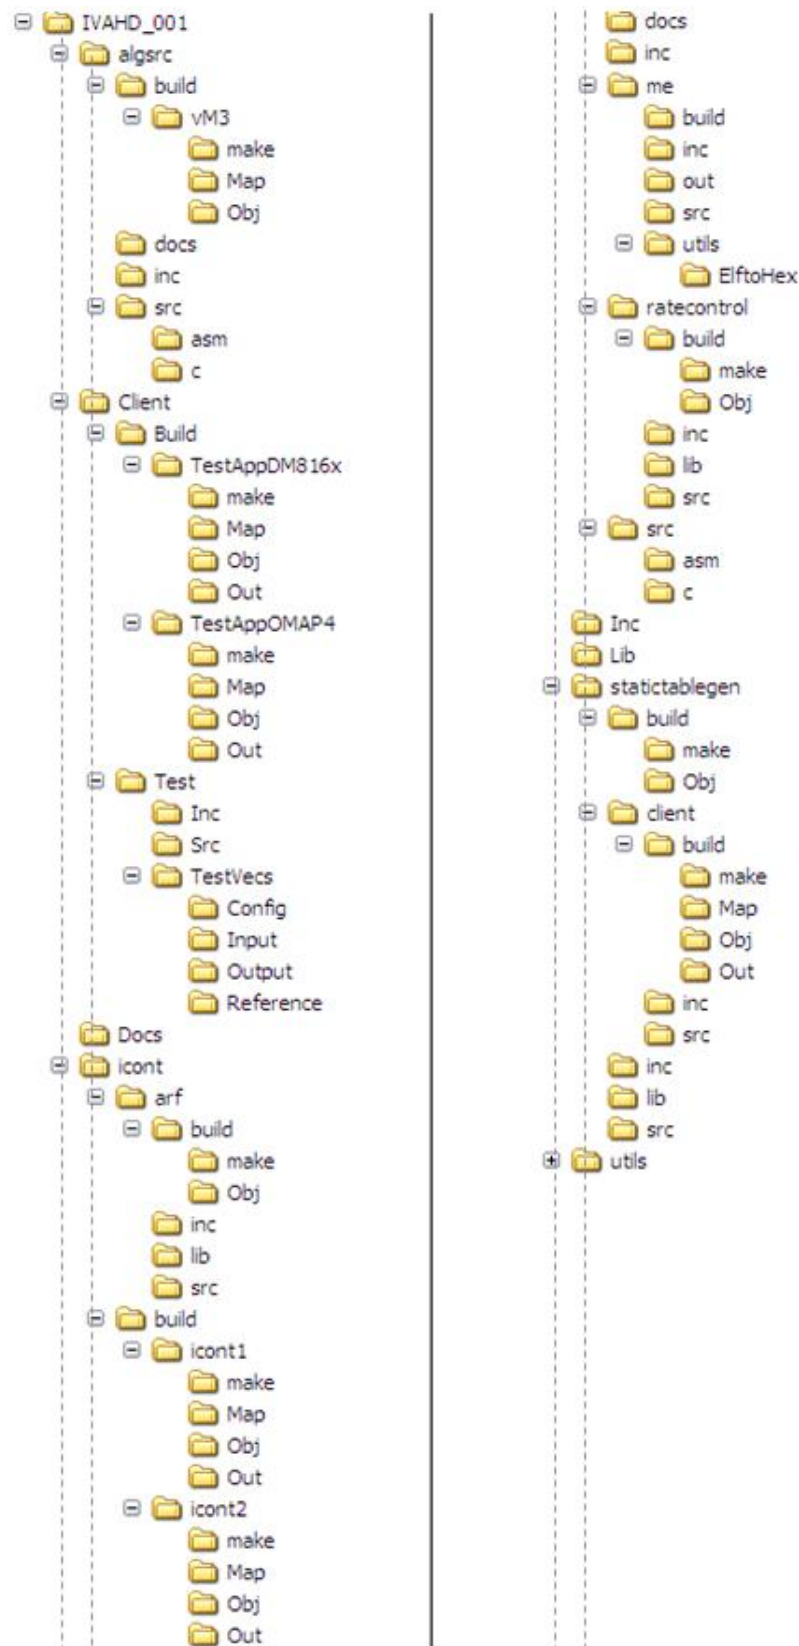 IVAHD_001
algsrc
build
vM3
make
Map
Obj
docs
inc
src
asm
c
Client
Build
TestAppDM816x
make
Map
Obj
Out
TestAppOMAP4
make
Map
Obj
Out
Test
Inc
Src
TestVecs
Config
Input
Output
Reference
Docs
icont
arf
build
make
Obj
inc
lib
src
build
icont1
make
Map
Obj
Out
icont2
make
Map
Obj
Out
docs
inc
me
build
inc
out
src
utils
ElftoHex
ratecontrol
build
make
Obj
inc
lib
src
src
asm
c
Inc
Lib
statictablegen
build
make
Obj
client
build
make
Map
Obj
Out
inc
src
inc
lib
src
utils